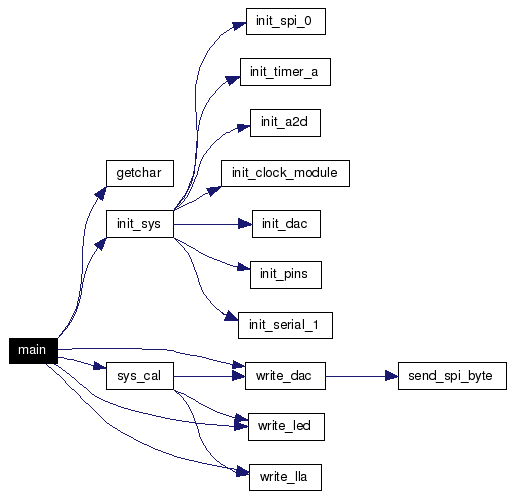 init_spi_0
init_timer_a
init_a2d
getchar
init_clock_module
init_sys
init_dac
init_pins
init_serial_1
main
sys_cal
write_dac
send_spi_byte
write_led
write_lla